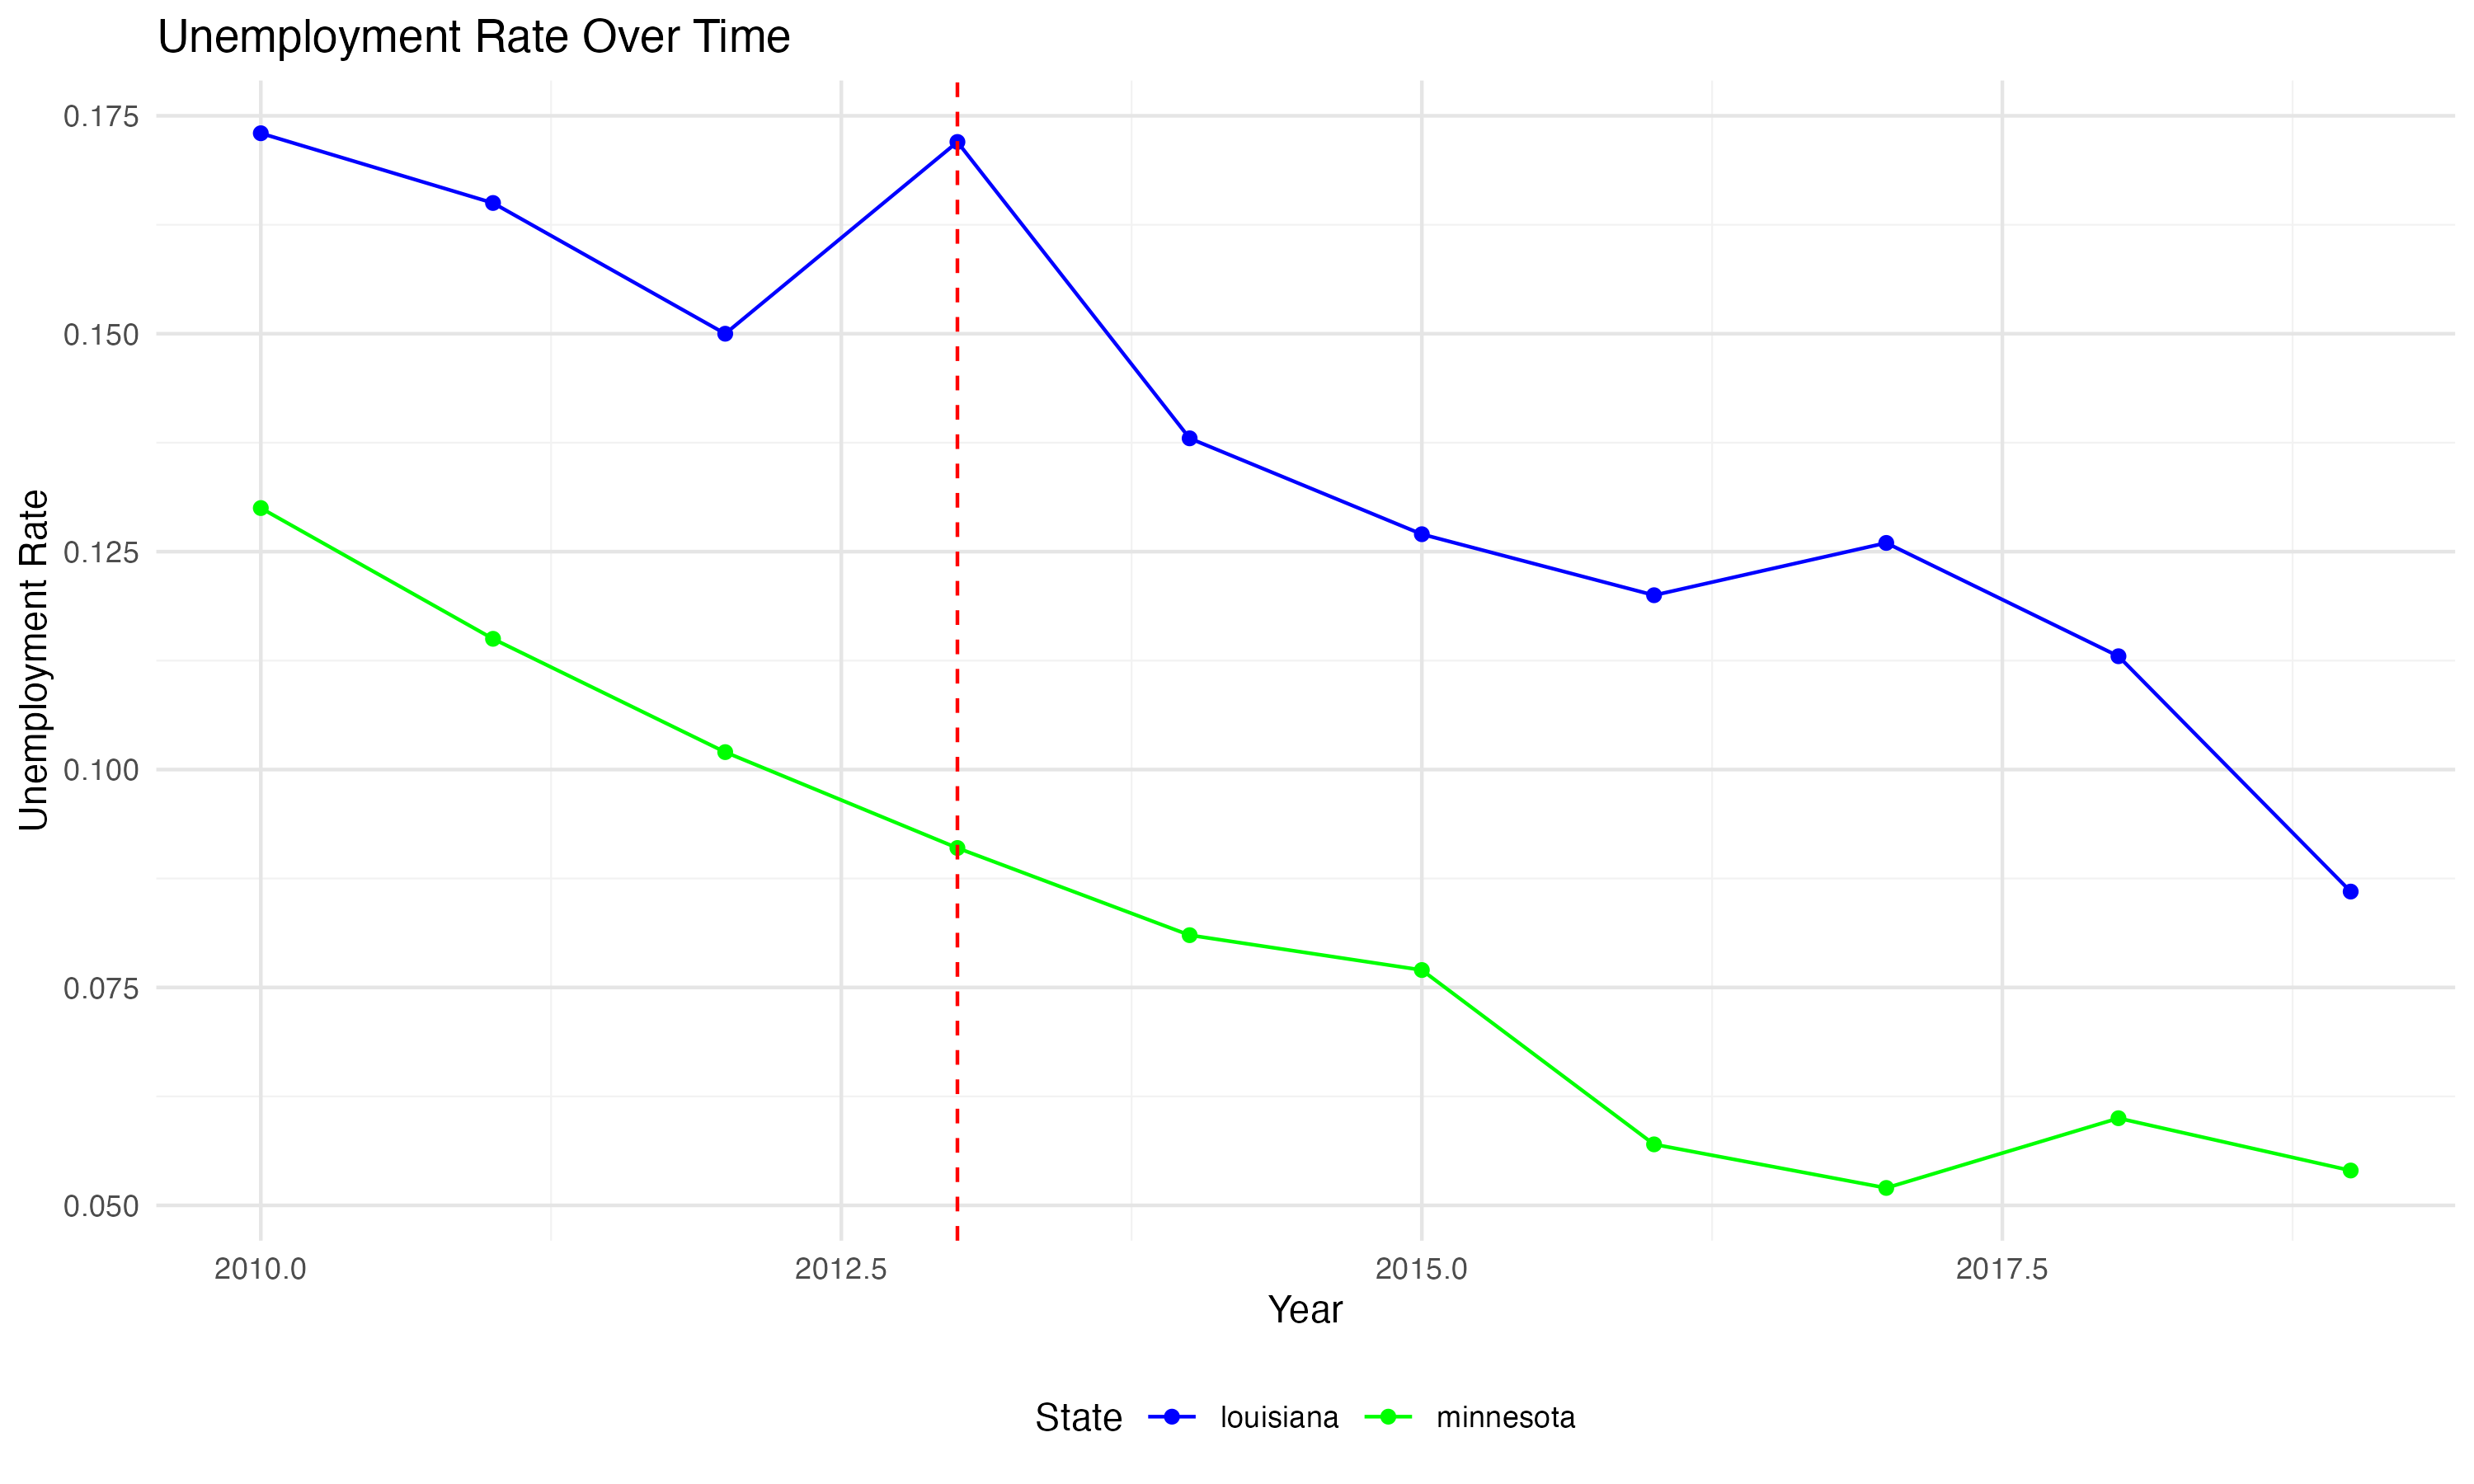 Unemployment Rate Over Time
Unemployment Rate
0.175
0.150
0.125
0.100
0.075
0.050
2010.0 2012.5 2015.0 2017.5
Year
State louisiana minnesota